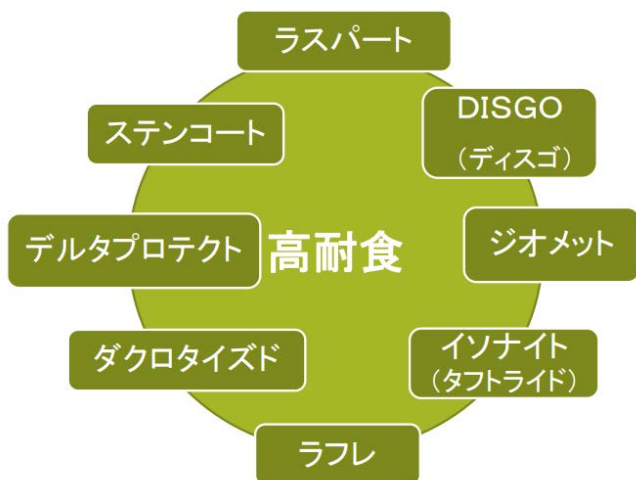 ラスパート
ステンコート
DISGO
（ディスゴ）
デルタプロテクト
高耐食
ジオメット
ダクロタイズド
イソナイト
（タフトライド）
ラフレ